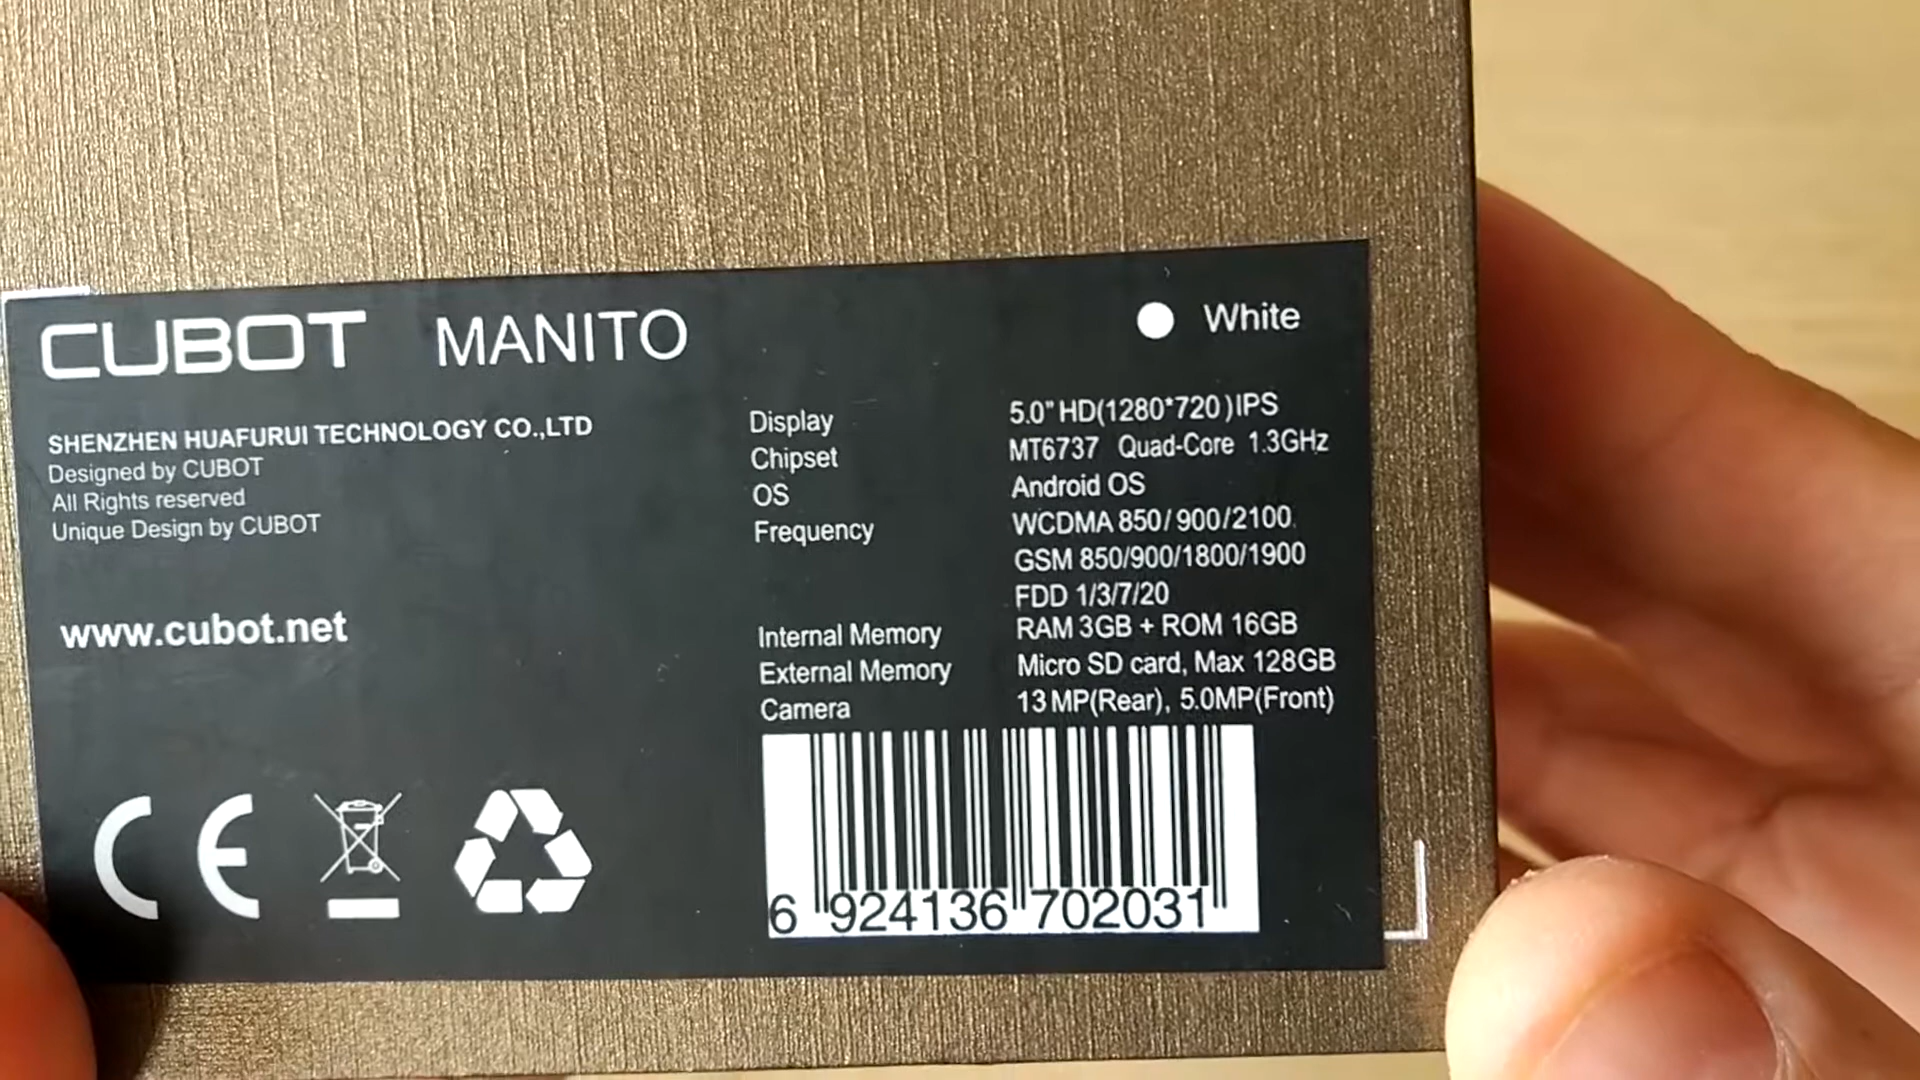 CUBOT MANITO
White
SHENZHEN HUAFURUI TECHNOLOGY CO.,LTD
Designed by CUBOT
All Rights reserved
Unique Design by CUBOT
www.cubot.net
Display 5.0" HD(1280*720)IPS
Chipset MT6737 Quad-Core 1.3GHz
OS Android OS
Frequency WCDMA 850/900/2100
GSM 850/900/1800/1900
FDD 1/3/7/20
Internal Memory RAM 3GB + ROM 16GB
External Memory Micro SD card, Max 128GB
Camera 13MP(Rear), 5.0MP(Front)
CE
6 924136 702031